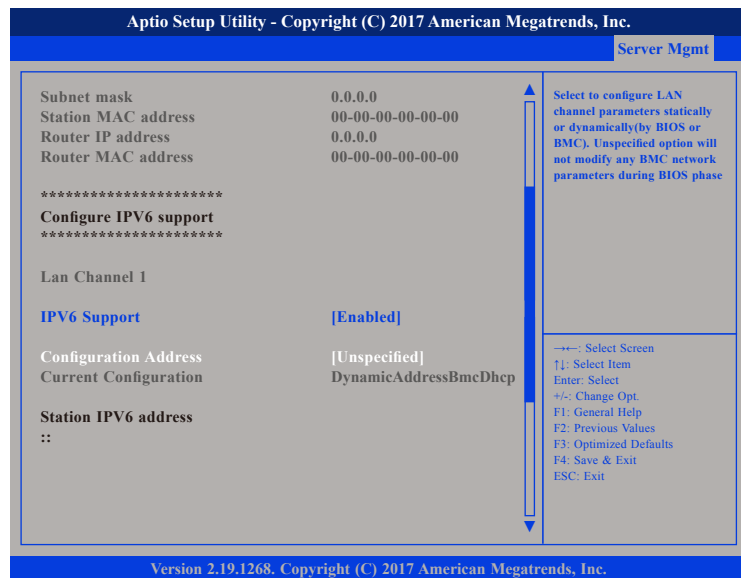 Aptio Setup Utility - Copyright (C) 2017 American Megatrends, Inc.
Server Mgmt
Subnet mask 0.0.0.0
Station MAC address 00-00-00-00-00-00
Router IP address 0.0.0.0
Router MAC address 00-00-00-00-00-00
**********************
Configure IPV6 support
**********************
Lan Channel 1
IPV6 Support [Enabled]
Configuration Address [Unspecified]
Current Configuration DynamicAddressBmcDhcp
Station IPV6 address
::
Select to configure LAN
channel parameters statically
or dynamically(by BIOS or
BMC). Unspecified option will
not modify any BMC network
parameters during BIOS phase
→←: Select Screen
↑↓: Select Item
Enter: Select
+/-: Change Opt.
F1: General Help
F2: Previous Values
F3: Optimized Defaults
F4: Save & Exit
ESC: Exit
Version 2.19.1268. Copyright (C) 2017 American Megatrends, Inc.